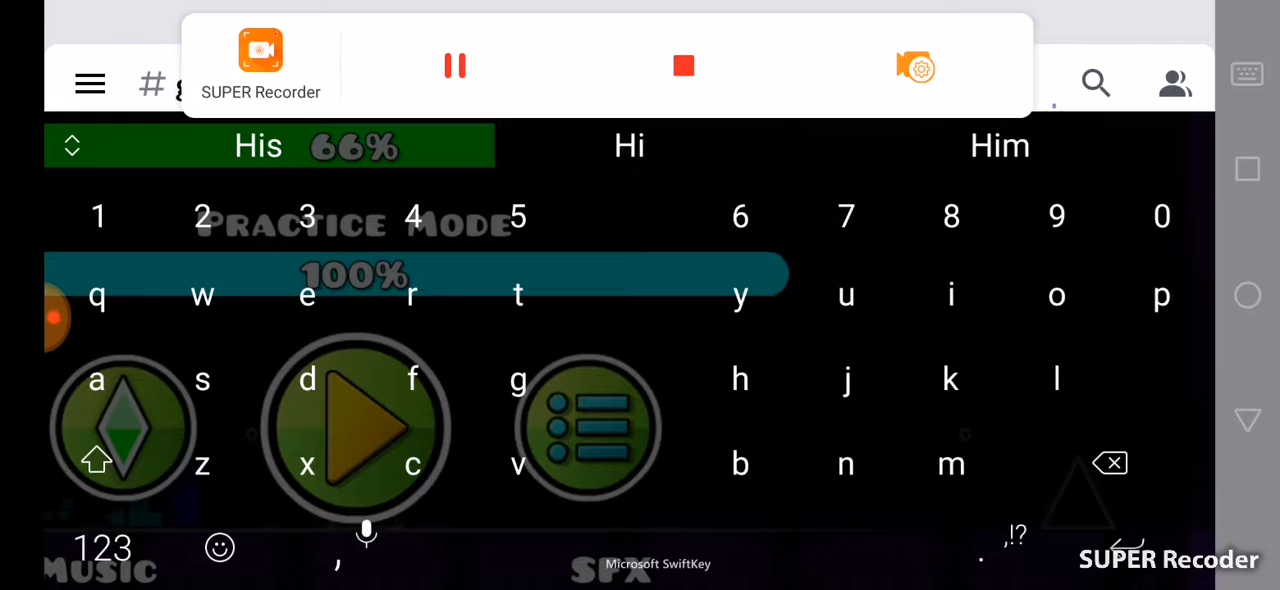 SUPER Recorder
# g
His 66% Hi Him
1 2 3 4 5 6 7 8 9 0
PRACTICE MODE
100%
q w e r t y u i o p
a s d f g h j k l
z x c v b n m
123 , . ,!?
MUSIC SFX Microsoft SwiftKey
SUPER Recoder